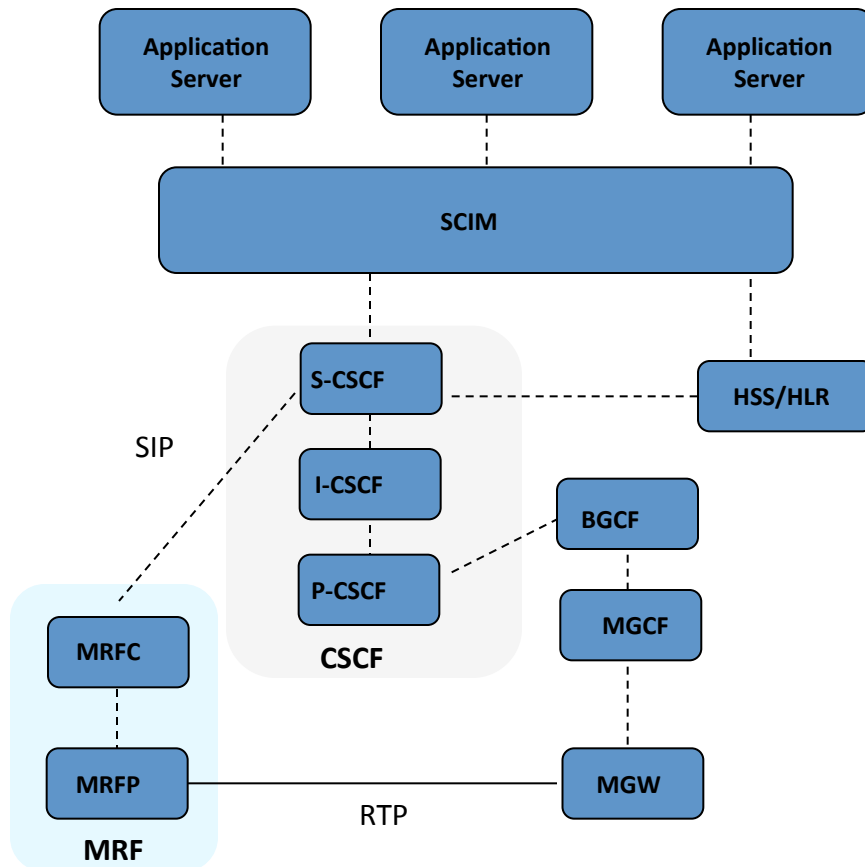 Application
Server
Application
Server
Application
Server
SCIM
S-CSCF
HSS/HLR
SIP
I-CSCF
BGCF
P-CSCF
MGCF
MRFC
CSCF
MRFP
MGW
RTP
MRF